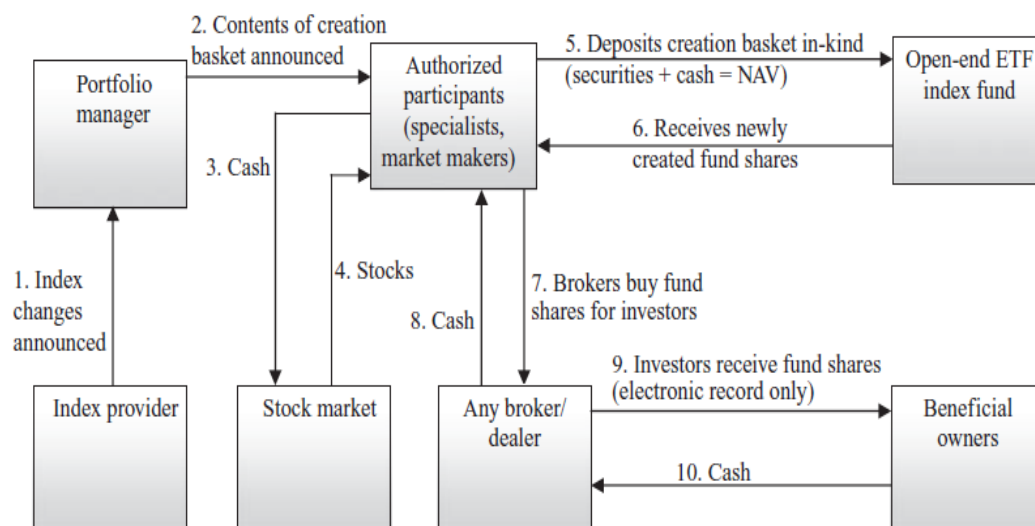 2. Contents of creation
basket announced
Portfolio
manager
Authorized
participants
(specialists,
market makers)
5. Deposits creation basket in-kind
(securities + cash = NAV)
Open-end ETF
index fund
6. Receives newly
created fund shares
3. Cash
4. Stocks
1. Index
changes
announced
7. Brokers buy fund
shares for investors
8. Cash
9. Investors receive fund shares
(electronic record only)
Index provider
Stock market
Any broker/
dealer
Beneficial
owners
10. Cash